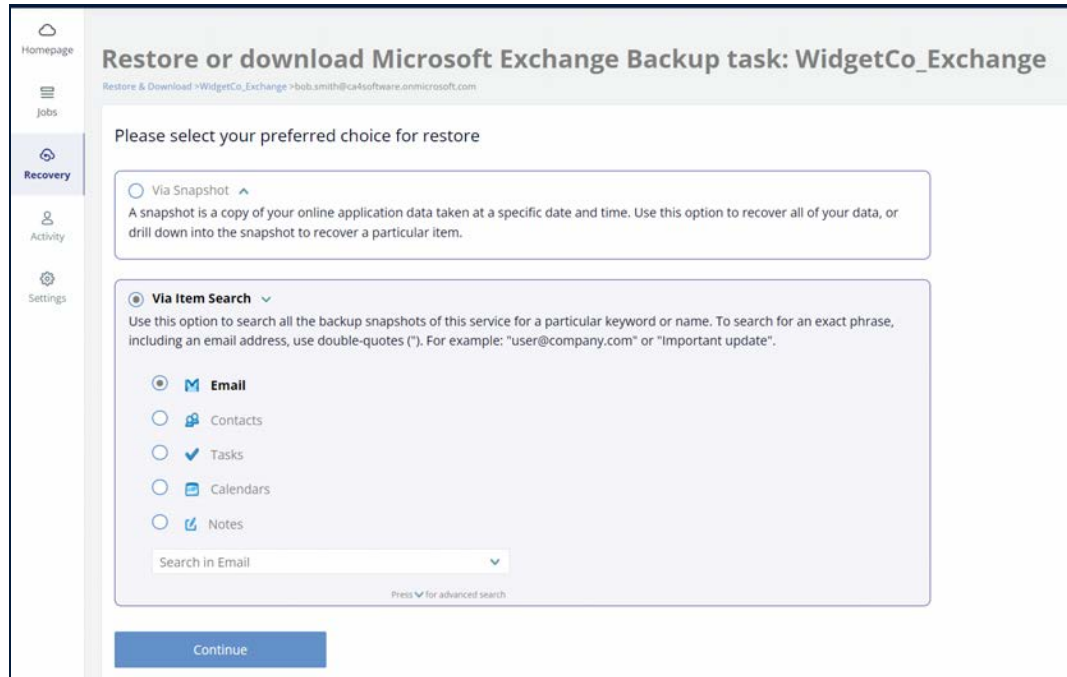 Homepage
Jobs
Recovery
Activity
Settings
Restore or download Microsoft Exchange Backup task: WidgetCo_Exchange
Restore & Download >WidgetCo_Exchange >bob.smith@ca4software.onmicrosoft.com
Please select your preferred choice for restore
Via Snapshot
A snapshot is a copy of your online application data taken at a specific date and time. Use this option to recover all of your data, or
drill down into the snapshot to recover a particular item.
Via Item Search
Use this option to search all the backup snapshots of this service for a particular keyword or name. To search for an exact phrase,
including an email address, use double-quotes ("). For example: "user@company.com" or "Important update".
Email
Contacts
Tasks
Calendars
Notes
Search in Email
Press for advanced search
Continue